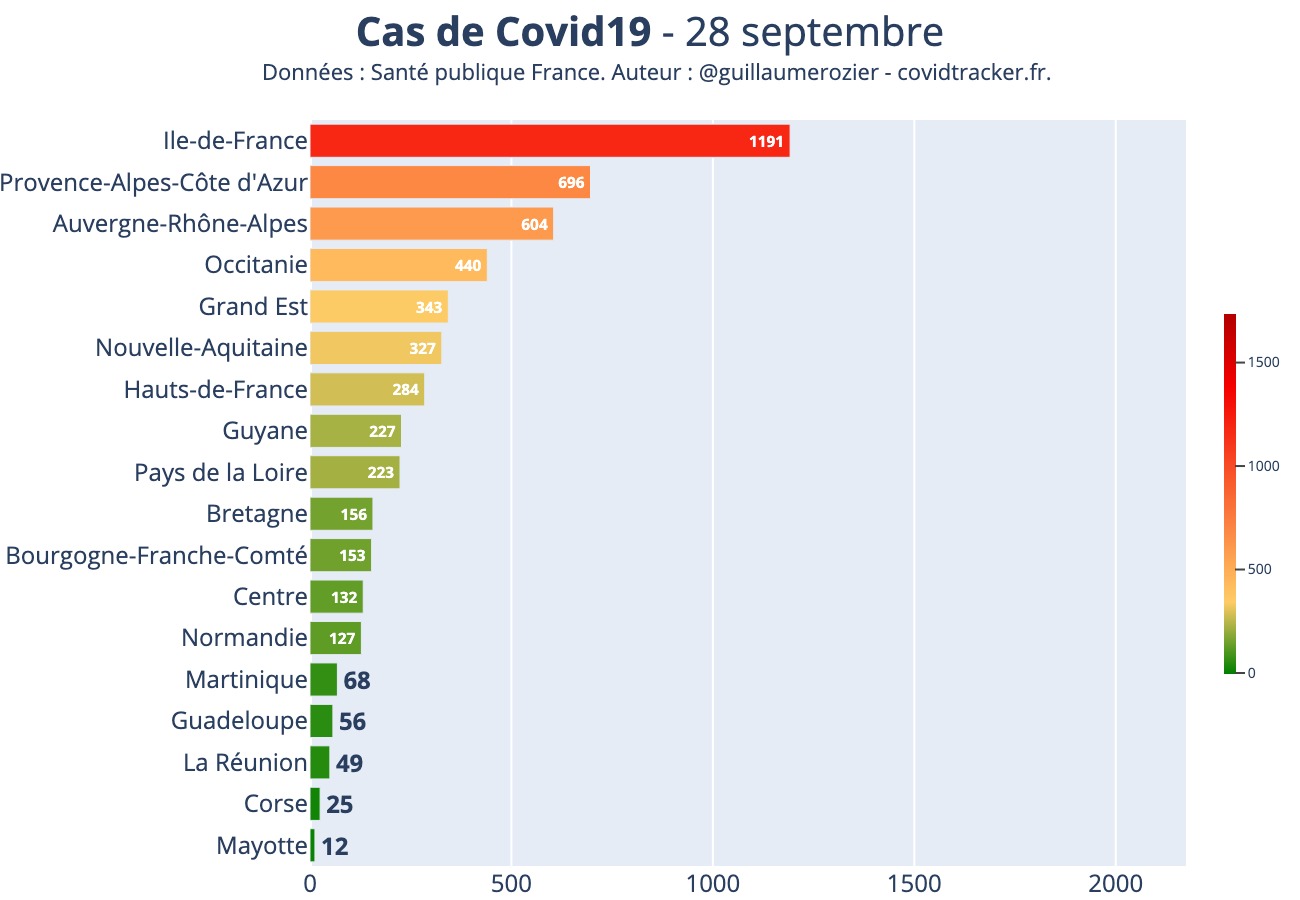 Cas de Covid19 - 28 septembre
Données : Santé publique France. Auteur : @guillaumerozier - covidtracker.fr.
Ile-de-France 1191
Provence-Alpes-Côte d'Azur 696
Auvergne-Rhône-Alpes 604
Occitanie 440
Grand Est 343
Nouvelle-Aquitaine 327
Hauts-de-France 284
Guyane 227
Pays de la Loire 223
Bretagne 156
Bourgogne-Franche-Comté 153
Centre 132
Normandie 127
Martinique 68
Guadeloupe 56
La Réunion 49
Corse 25
Mayotte 12
0 500 1000 1500 2000
1500
1000
500
0